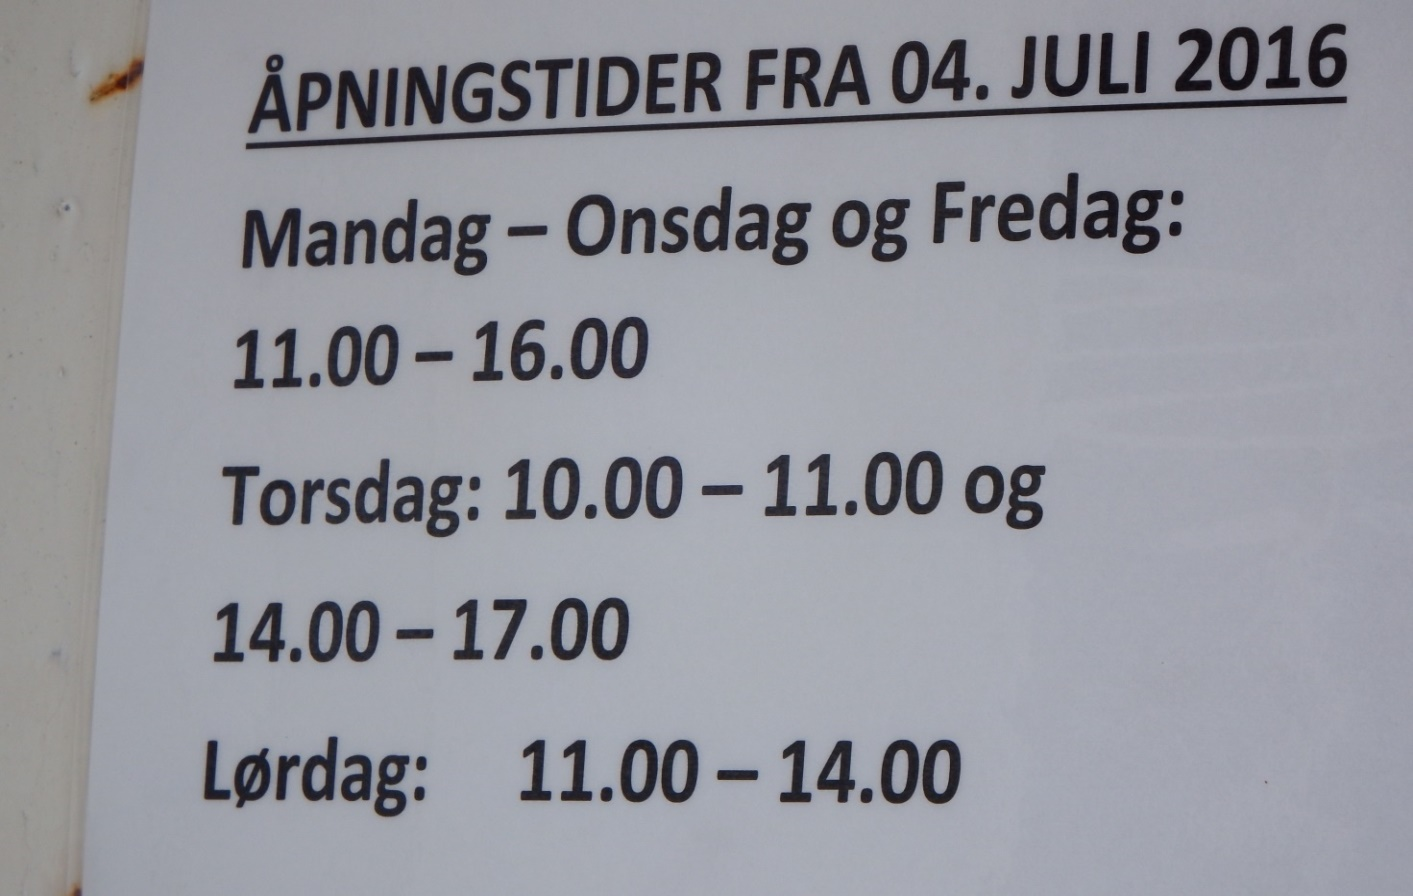 ÅPNINGSTIDER FRA 04. JULI 2016
Mandag – Onsdag og Fredag:
11.00 – 16.00
Torsdag: 10.00 – 11.00 og
14.00 – 17.00
Lørdag: 11.00 – 14.00